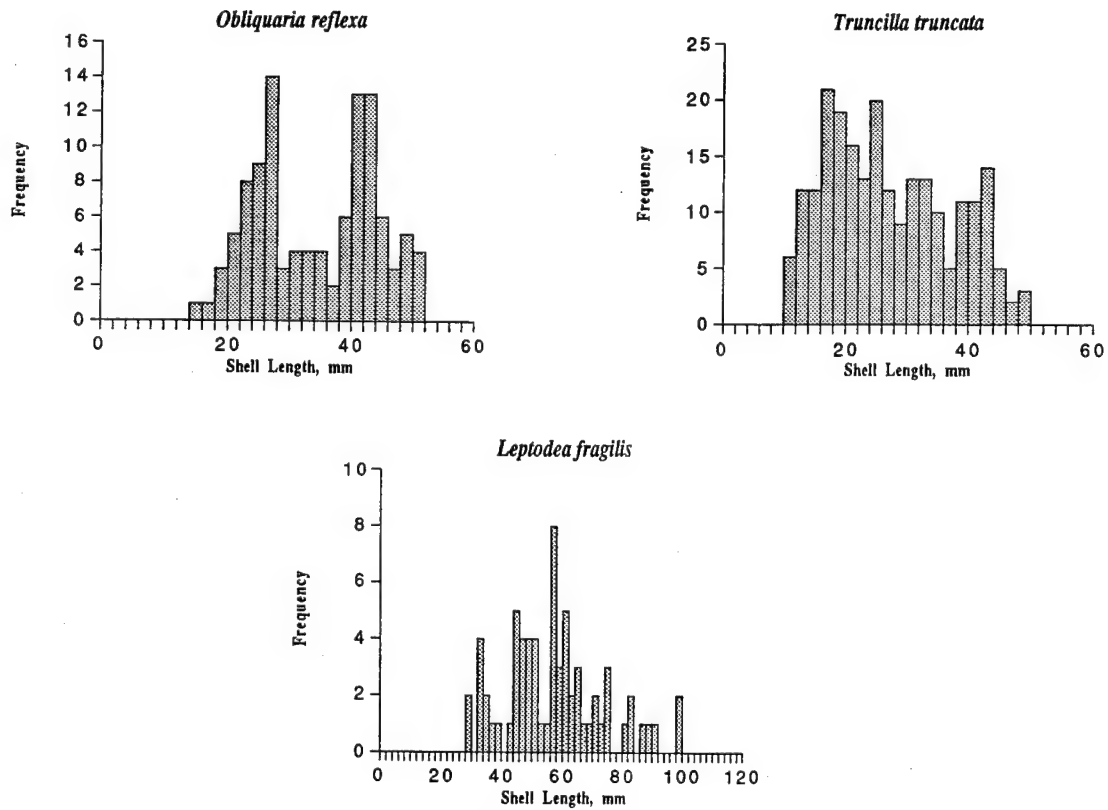 Obliquaria reflexa
16
14
12
10
8
6
4
2
0
Frequency
0 20 40 60
Shell Length, mm
Truncilla truncata
25
20
15
10
5
0
Frequency
0 20 40 60
Shell Length, mm
Leptodea fragilis
10
8
6
4
2
0
Frequency
0 20 40 60 80 100 120
Shell Length, mm